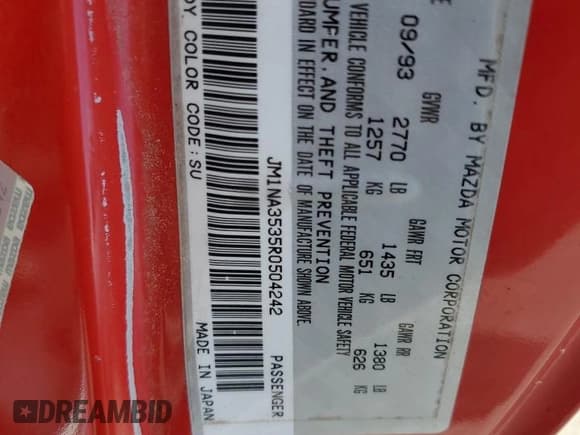 MFD. BY MAZDA MOTOR CORPORATION
09/93
GVWR
2770 LB
1257 KG
GAWR FRT
1435 LB
651 KG
GAWR RR
1380 LB
626 KG
VEHICLE CONFORMS TO ALL APPLICABLE FEDERAL MOTOR VEHICLE SAFETY
UMFER, AND THEFT PREVENTION
DARD IN EFFECT ON THE DATE OF MANUFACTURE SHOWN ABOVE.
JM1NA3535R0504242
PASSENGER
DY COLOR CODE:SU
MADE IN JAPAN
DREAMBID